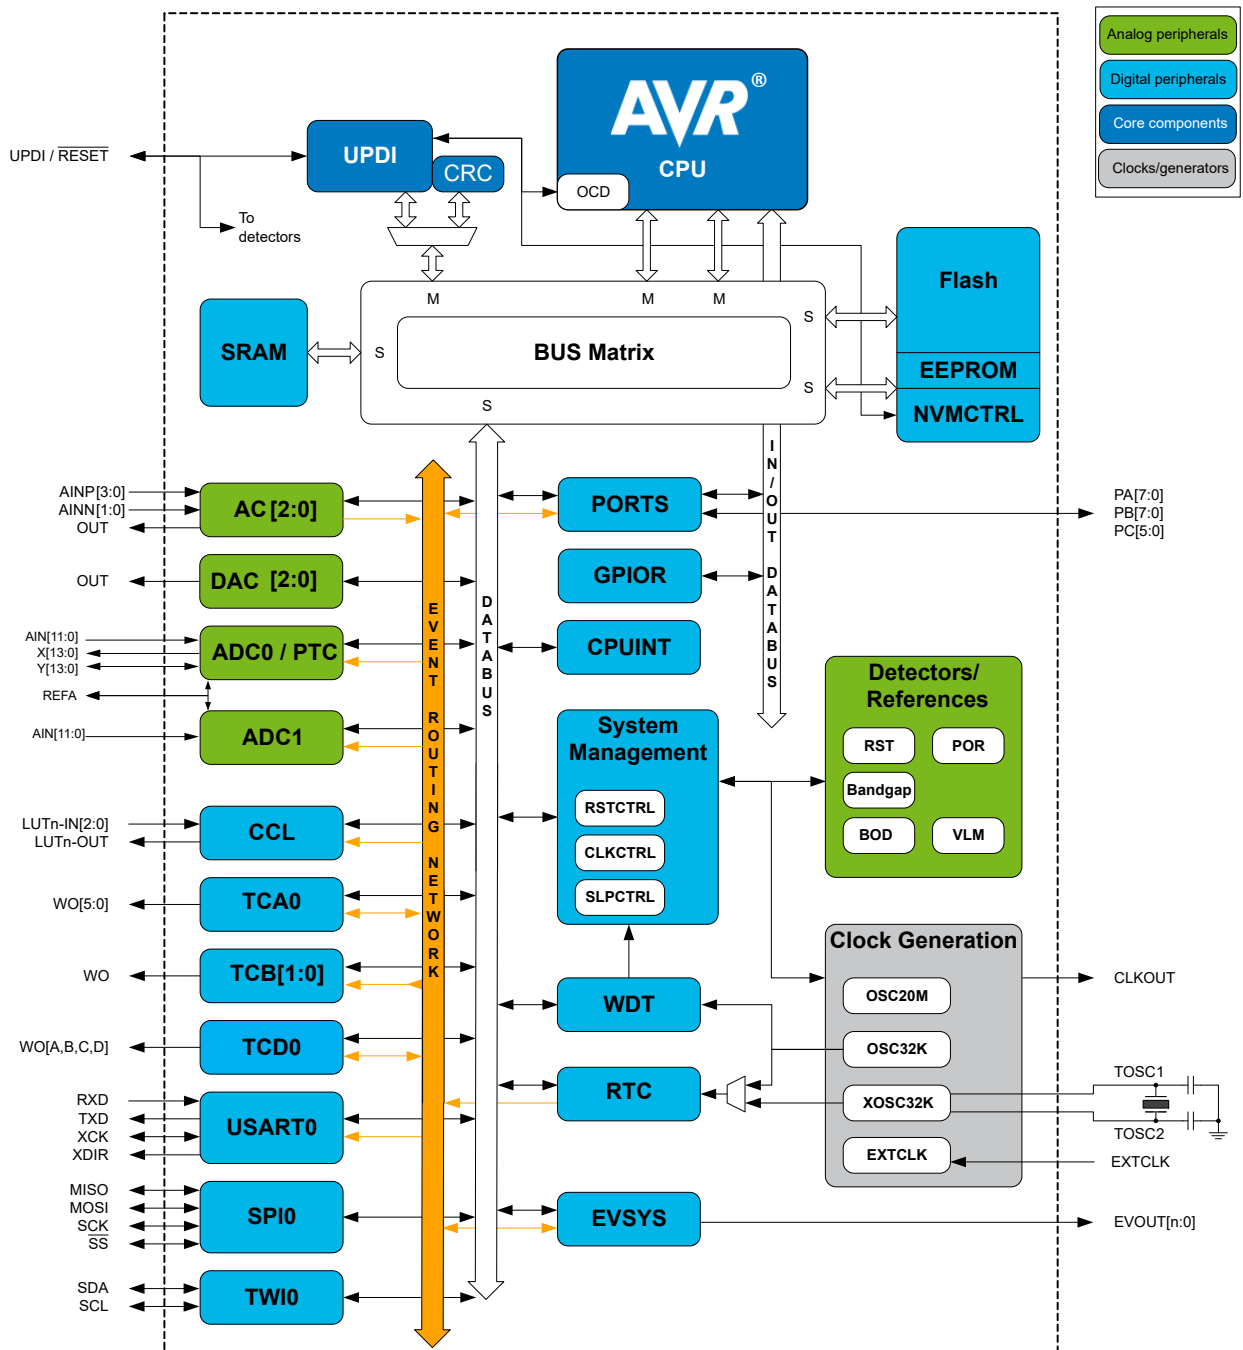 Analog peripherals
Digital peripherals
Core components
Clocks/generators
AVR®
CPU
OCD
UPDI / RESET
UPDI
CRC
To
detectors
M
M
M
Flash
S
SRAM
S
BUS Matrix
EEPROM
S
S
NVMCTRL
AINP[3:0]
AINN[1:0]
OUT
AC [2:0]
PORTS
PA[7:0]
PB[7:0]
PC[5:0]
OUT
DAC [2:0]
GPIOR
IN/OUT DATABUS
DATABUS
EVENT ROUTING NETWORK
AIN[11:0]
X[13:0]
Y[13:0]
ADC0 / PTC
CPUINT
REFA
AIN[11:0]
ADC1
System
Management
RSTCTRL
CLKCTRL
SLPCTRL
Detectors/
References
RST
POR
Bandgap
BOD
VLM
LUTn-IN[2:0]
LUTn-OUT
CCL
WO[5:0]
TCA0
Clock Generation
WO
TCB[1:0]
WDT
OSC20M
CLKOUT
WO[A,B,C,D]
TCD0
OSC32K
RTC
XOSC32K
TOSC1
TOSC2
RXD
TXD
XCK
XDIR
USART0
EXTCLK
EXTCLK
MISO
MOSI
SCK
SS
SPI0
EVSYS
EVOUT[n:0]
SDA
SCL
TWI0